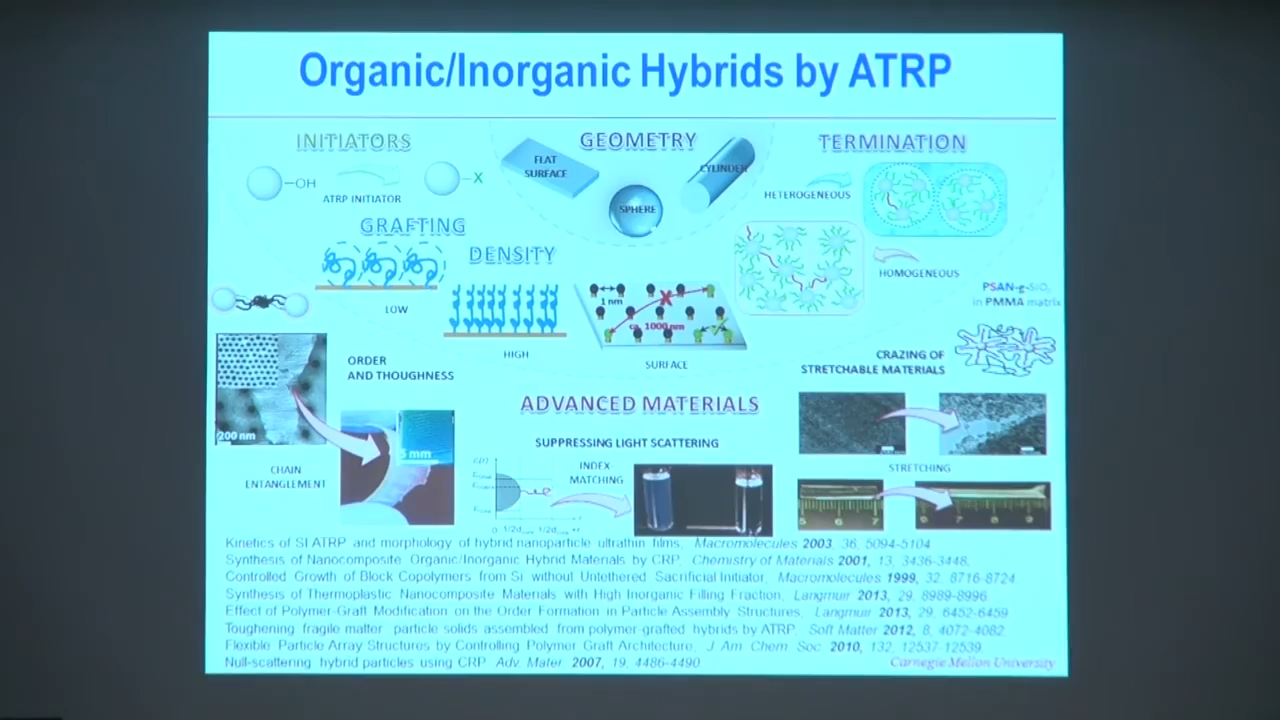 Organic/Inorganic Hybrids by ATRP
INITIATORS
GEOMETRY
TERMINATION
FLAT
SURFACE
CYLINDER
SPHERE
-OH
-X
ATRP INITIATOR
HETEROGENEOUS
GRAFTING
DENSITY
HOMOGENEOUS
LOW
HIGH
1 nm
ca. 1000 nm
SURFACE
PSAN-g-SiO2
in PMMA matrix
ORDER
AND THOUGHNESS
CRAZING OF
STRETCHABLE MATERIALS
ADVANCED MATERIALS
200 nm
5 mm
SUPPRESSING LIGHT SCATTERING
CHAIN
ENTANGLEMENT
INDEX
MATCHING
STRETCHING
5 6 7
6 7 8 9
Kinetics of SI ATRP and morphology of hybrid nanoparticle ultrathin films, Macromolecules 2003, 36, 5094-5104
Synthesis of Nanocomposite Organic/Inorganic Hybrid Materials by CRP, Chemistry of Materials 2001, 13, 3436-3448,
Controlled Growth of Block Copolymers from Si without Untethered Sacrificial Initiator, Macromolecules 1999, 32, 8716-8724
Synthesis of Thermoplastic Nanocomposite Materials with High Inorganic Filling Fraction, Langmuir 2013, 29, 8989-8996
Effect of Polymer-Graft Modification on the Order Formation in Particle Assembly Structures, Langmuir 2013, 29, 6452-6459
Toughening fragile matter particle solids assembled from polymer-grafted hybrids by ATRP, Soft Matter 2012, 8, 4072-4082
Flexible Particle Array Structures by Controlling Polymer Graft Architecture, J Am Chem Soc 2010, 132, 12537-12539
Null-scattering hybrid particles using CRP Adv. Mater 2007, 19, 4486-4490
Carnegie Mellon University